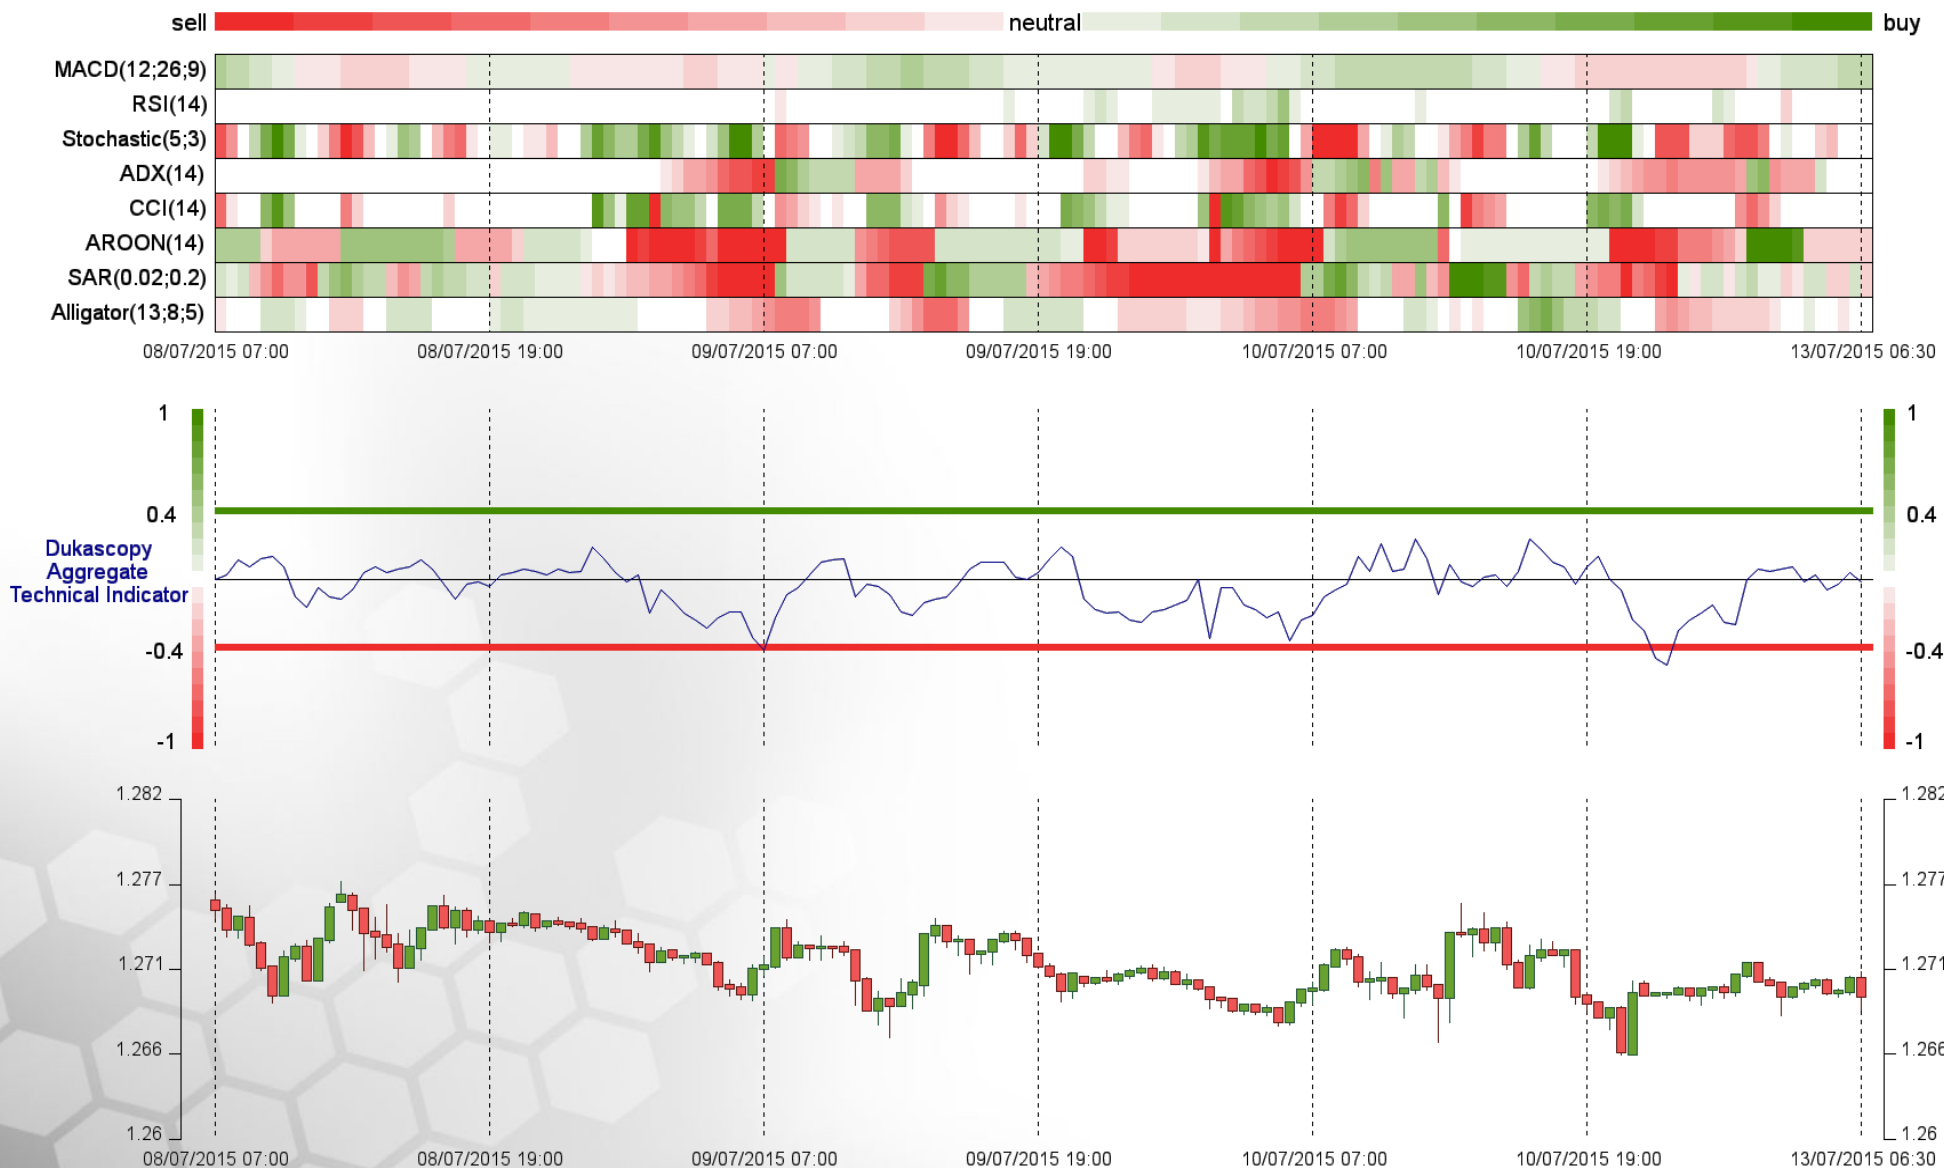 sell neutral buy
MACD(12;26;9)
RSI(14)
Stochastic(5;3)
ADX(14)
CCI(14)
AROON(14)
SAR(0.02;0.2)
Alligator(13;8;5)
08/07/2015 07:00 08/07/2015 19:00 09/07/2015 07:00 09/07/2015 19:00 10/07/2015 07:00 10/07/2015 19:00 13/07/2015 06:30
1 1
0.4 0.4
Dukascopy
Aggregate
Technical Indicator
-0.4 -0.4
-1 -1
1.282 1.282
1.277 1.277
1.271 1.271
1.266 1.266
1.26 1.26
08/07/2015 07:00 08/07/2015 19:00 09/07/2015 07:00 09/07/2015 19:00 10/07/2015 07:00 10/07/2015 19:00 13/07/2015 06:30